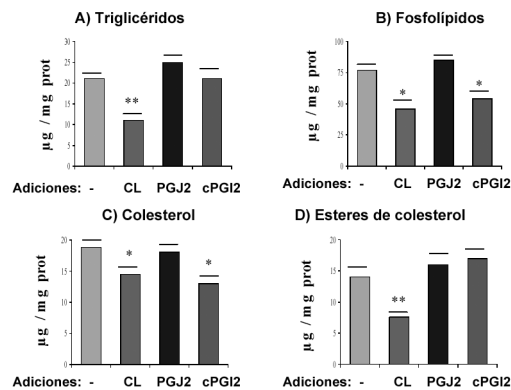 A) Triglicéridos
µg / mg prot
30
25
20
15
10
5
0
**
Adiciones: - CL PGJ2 cPGI2
B) Fosfolípidos
µg / mg prot
100
75
50
25
0
*
*
Adiciones: - CL PGJ2 cPGI2
C) Colesterol
µg / mg prot
20
15
10
5
0
*
*
Adiciones: - CL PGJ2 cPGI2
D) Esteres de colesterol
µg / mg prot
20
15
10
5
0
**
Adiciones: - CL PGJ2 cPGI2